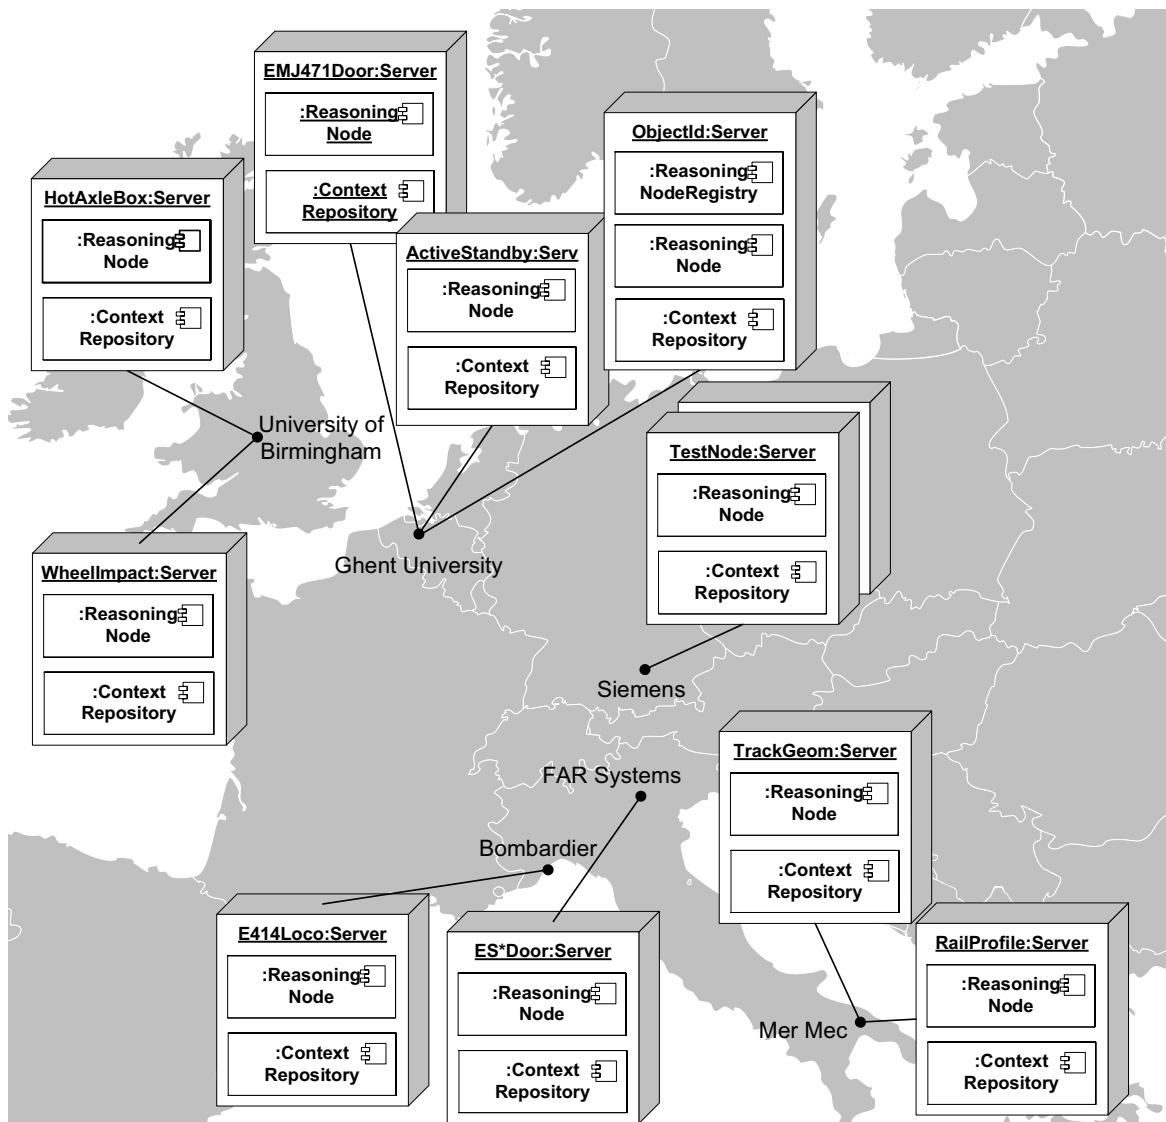 EMJ471Door:Server
:Reasoning
Node
:Context
Repository
ObjectId:Server
:Reasoning
NodeRegistry
:Reasoning
Node
:Context
Repository
HotAxleBox:Server
:Reasoning
Node
:Context
Repository
ActiveStandby:Serv
:Reasoning
Node
:Context
Repository
University of
Birmingham
TestNode:Server
:Reasoning
Node
:Context
Repository
Ghent University
WheelImpact:Server
:Reasoning
Node
:Context
Repository
Siemens
TrackGeom:Server
:Reasoning
Node
:Context
Repository
FAR Systems
Bombardier
E414Loco:Server
:Reasoning
Node
:Context
Repository
ES*Door:Server
:Reasoning
Node
:Context
Repository
RailProfile:Server
:Reasoning
Node
:Context
Repository
Mer Mec